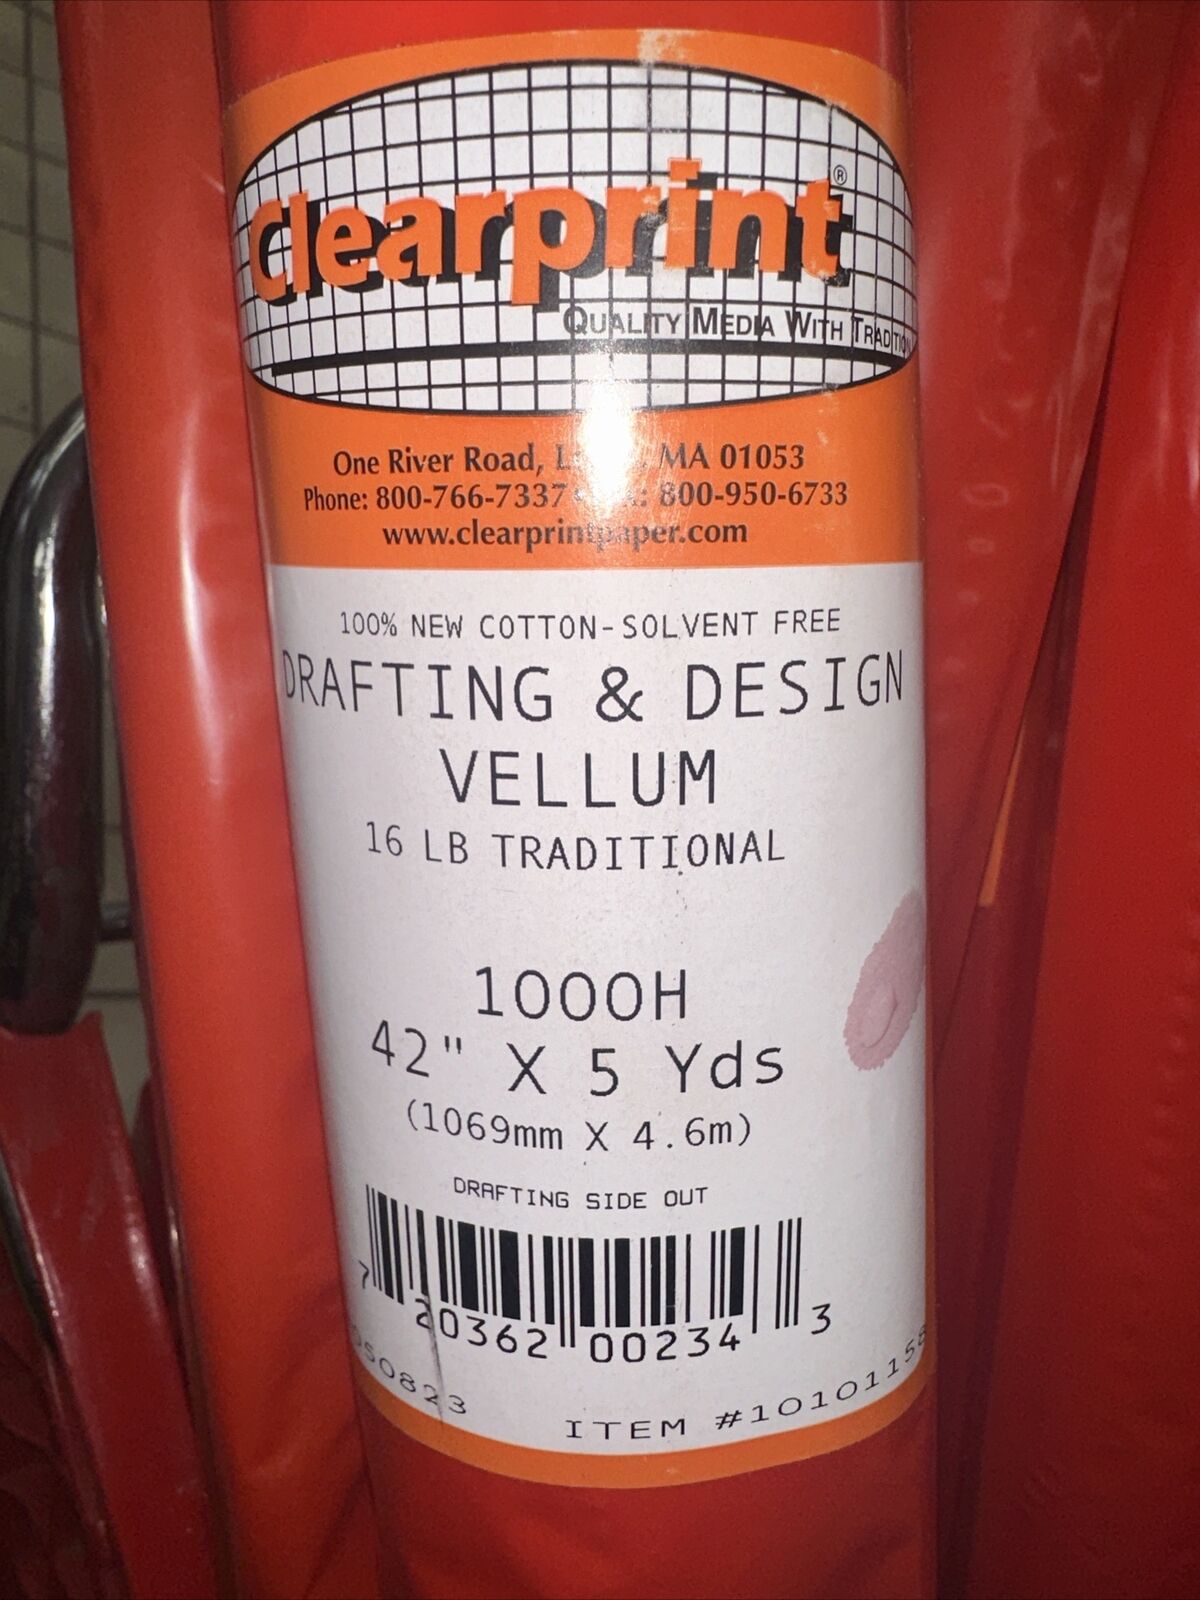 Clearprint®
QUALITY MEDIA WITH
One River Road, MA 01053
Phone: 800-766-7337 800-950-6733
www.clearprintpaper.com
100% NEW COTTON-SOLVENT FREE
DRAFTING & DESIGN
VELLUM
16 LB TRADITIONAL
1000H
42" X 5 Yds
(1069mm X 4.6m)
DRAFTING SIDE OUT
7 20362 00234 3
ITEM #10101158